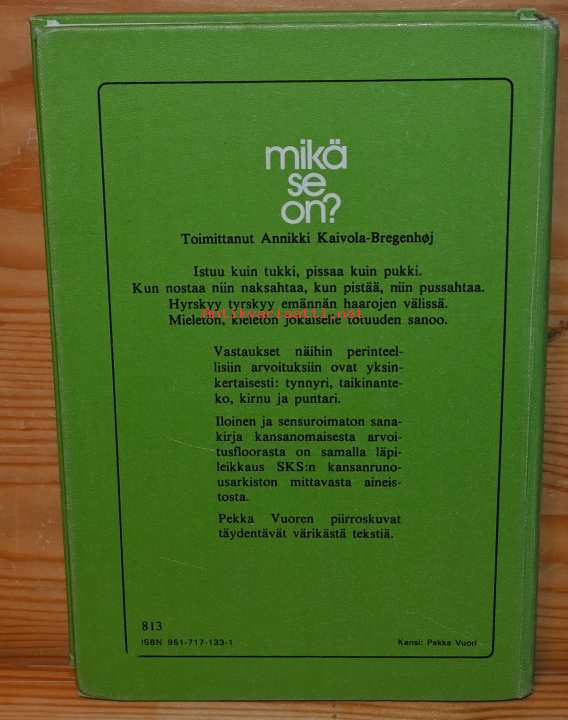 mikä
se
on?
Toimittanut Annikki Kaivola-Bregenhøj
Istuu kuin tukki, pissaa kuin pukki.
Kun nostaa niin naksahtaa, kun pistää, niin pussahtaa.
Hyrskyy tyrskyy emännän haarojen välissä.
Antikvariaatti.net
Mieletön, kieletön jokaiselle totuuden sanoo.
Vastaukset näihin perinteel-
lisiin arvoituksiin ovat yksin-
kertaisesti: tynnyri, taikinante-
ko, kirnu ja puntari.
Iloinen ja sensuroimaton sana-
kirja kansanomaisesta arvoi-
tusfloorasta on samalla läpi-
leikkaus SKS:n kansanruno-
usarkiston mittavasta aineis-
tosta.
Pekka Vuoren piirroskuvat
täydentävät värikästä tekstiä.
813
ISBN 951-717-133-1
Kansi: Pekka Vuori